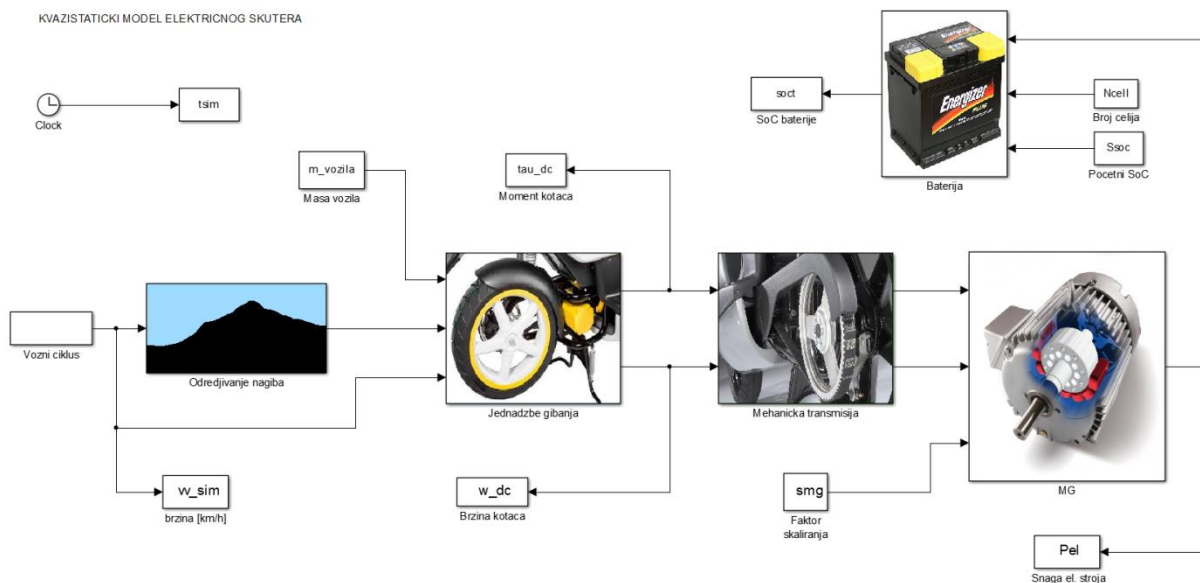 KVAZISTATICKI MODEL ELEKTRICNOG SKUTERA
Clock
tsim
soct
SoC baterije
Energizer
PLUS
Baterija
Ncell
Broj celija
Ssoc
Pocetni SoC
m_vozila
Masa vozila
tau_dc
Moment kotaca
Vozni ciklus
Odredjivanje nagiba
Jednadzbe gibanja
Mehanicka transmisija
MG
vv_sim
brzina [km/h]
w_dc
Brzina kotaca
smg
Faktor
skaliranja
Pel
Snaga el. stroja